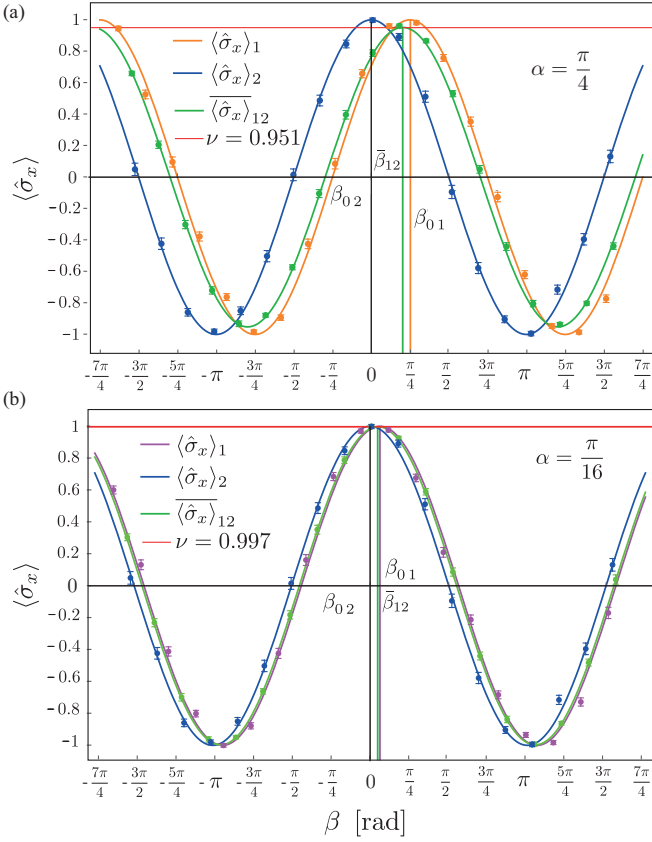 (a)
⟨σ̂ₓ⟩₁
⟨σ̂ₓ⟩₂
⟨σ̂ₓ⟩₁₂ with overline: \overline{⟨σ̂ₓ⟩}₁₂
ν = 0.951
α = π/4
β̄₁₂
β₀ ₂
β₀ ₁
⟨σ̂ₓ⟩
1
0.8
0.6
0.4
0.2
0
-0.2
-0.4
-0.6
-0.8
-1
-7π/4 -3π/2 -5π/4 -π -3π/4 -π/2 -π/4 0 π/4 π/2 3π/4 π 5π/4 3π/2 7π/4
(b)
⟨σ̂ₓ⟩₁
⟨σ̂ₓ⟩₂
\overline{⟨σ̂ₓ⟩}₁₂
ν = 0.997
α = π/16
β₀ ₁
β₀ ₂
β̄₁₂
⟨σ̂ₓ⟩
1
0.8
0.6
0.4
0.2
0
-0.2
-0.4
-0.6
-0.8
-1
-7π/4 -3π/2 -5π/4 -π -3π/4 -π/2 -π/4 0 π/4 π/2 3π/4 π 5π/4 3π/2 7π/4
β [rad]